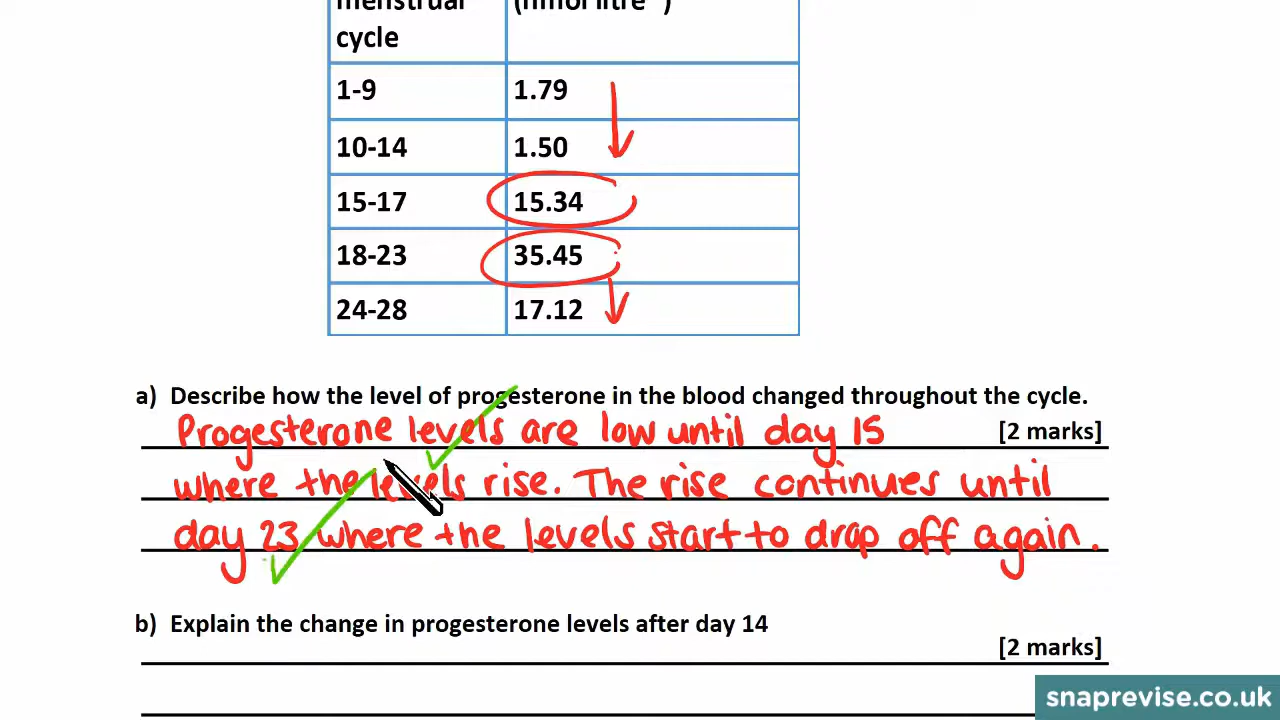 menstrual (nmol litre )
cycle
1-9 1.79
10-14 1.50
15-17 15.34
18-23 35.45
24-28 17.12
a) Describe how the level of progesterone in the blood changed throughout the cycle.
Progesterone levels are low until day 15 [2 marks]
where the levels rise. The rise continues until
day 23 where the levels start to drop off again.
b) Explain the change in progesterone levels after day 14
[2 marks]
snaprevise.co.uk